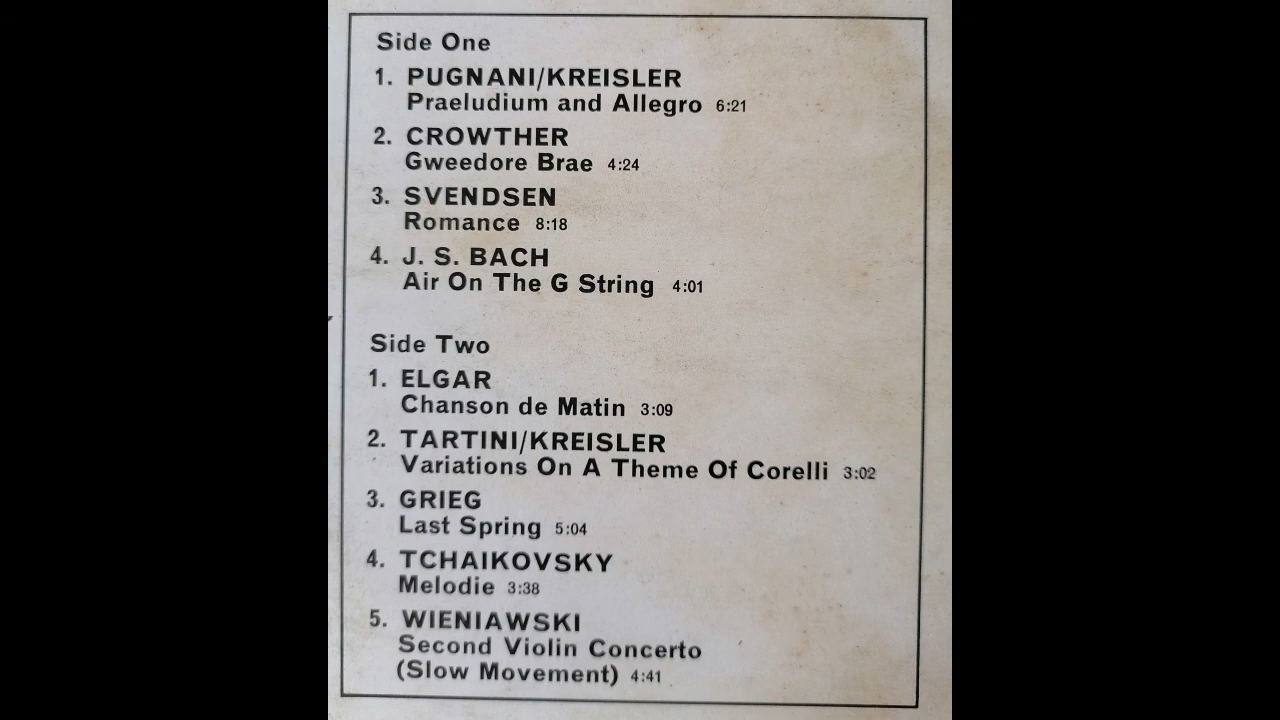 Side One
1. PUGNANI/KREISLER
Praeludium and Allegro 6:21
2. CROWTHER
Gweedore Brae 4:24
3. SVENDSEN
Romance 8:18
4. J. S. BACH
Air On The G String 4:01
Side Two
1. ELGAR
Chanson de Matin 3:09
2. TARTINI/KREISLER
Variations On A Theme Of Corelli 3:02
3. GRIEG
Last Spring 5:04
4. TCHAIKOVSKY
Melodie 3:38
5. WIENIAWSKI
Second Violin Concerto
(Slow Movement) 4:41